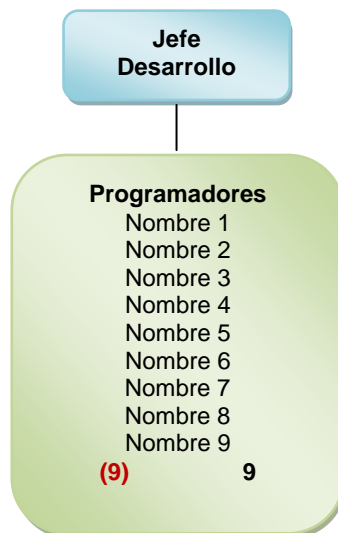 Jefe
Desarrollo
Programadores
Nombre 1
Nombre 2
Nombre 3
Nombre 4
Nombre 5
Nombre 6
Nombre 7
Nombre 8
Nombre 9
(9) 9